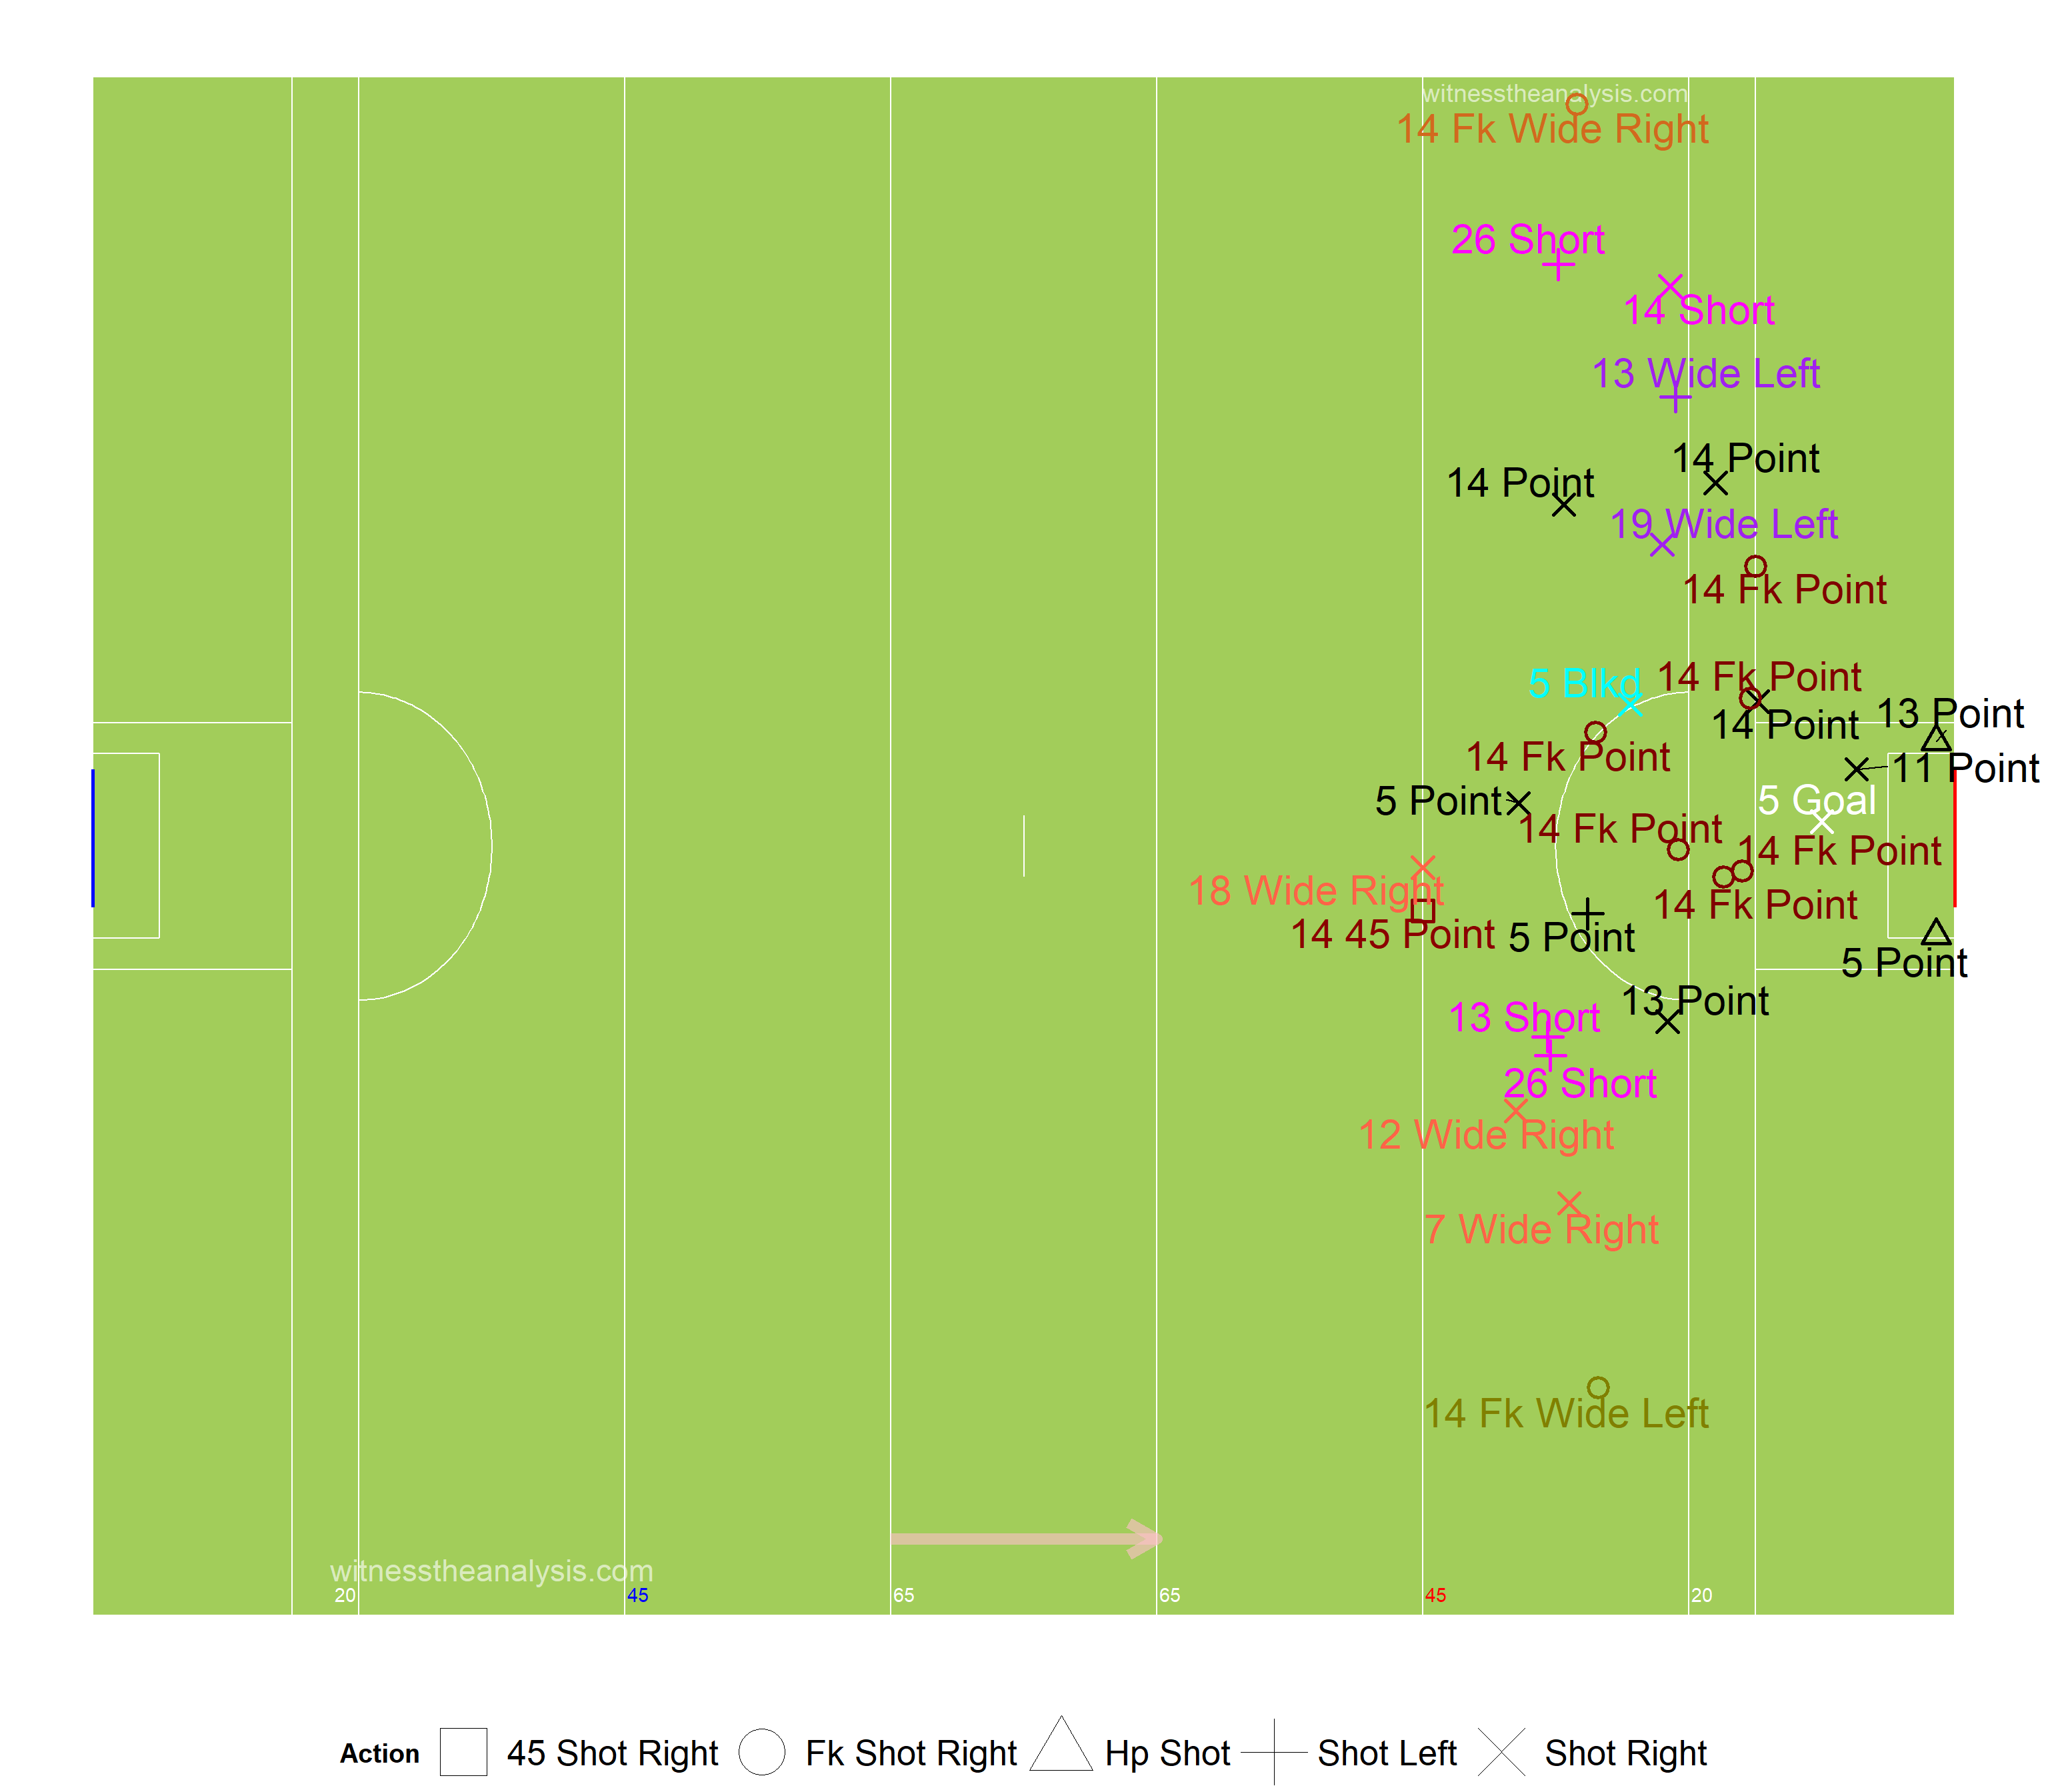 witnesstheanalysis.com
14 Fk Wide Right
26 Short
14 Short
13 Wide Left
14 Point
14 Point
19 Wide Left
14 Fk Point
14 Fk Point
5 Blkd
13 Point
14 Point
14 Fk Point
11 Point
5 Point
5 Goal
14 Fk Point
14 Fk Point
18 Wide Right
14 Fk Point
14 45 Point
5 Point
5 Point
13 Point
13 Short
26 Short
12 Wide Right
7 Wide Right
14 Fk Wide Left
witnesstheanalysis.com
20 45 65 65 45 20
Action 45 Shot Right Fk Shot Right Hp Shot Shot Left Shot Right